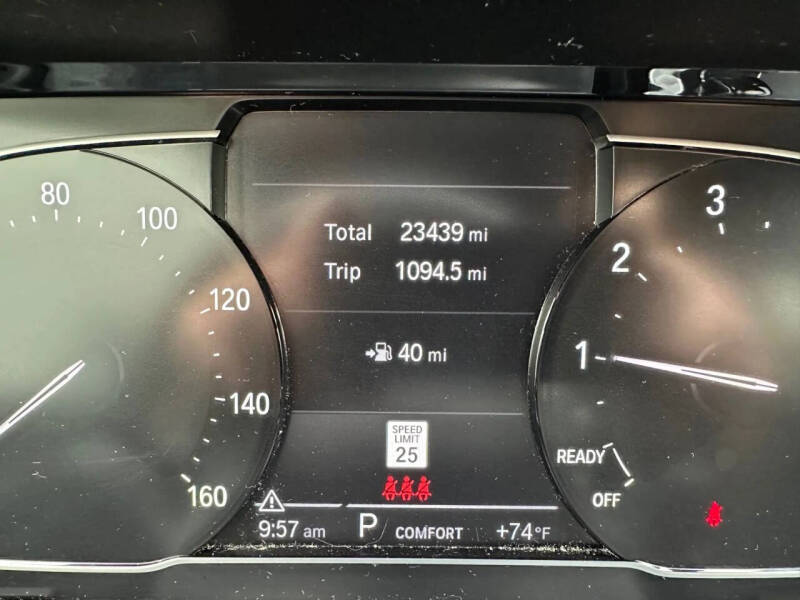 80
100
120
140
160
Total 23439 mi
Trip 1094.5 mi
40 mi
SPEED
LIMIT
25
9:57 am P COMFORT +74°F
3
2
1
READY
OFF